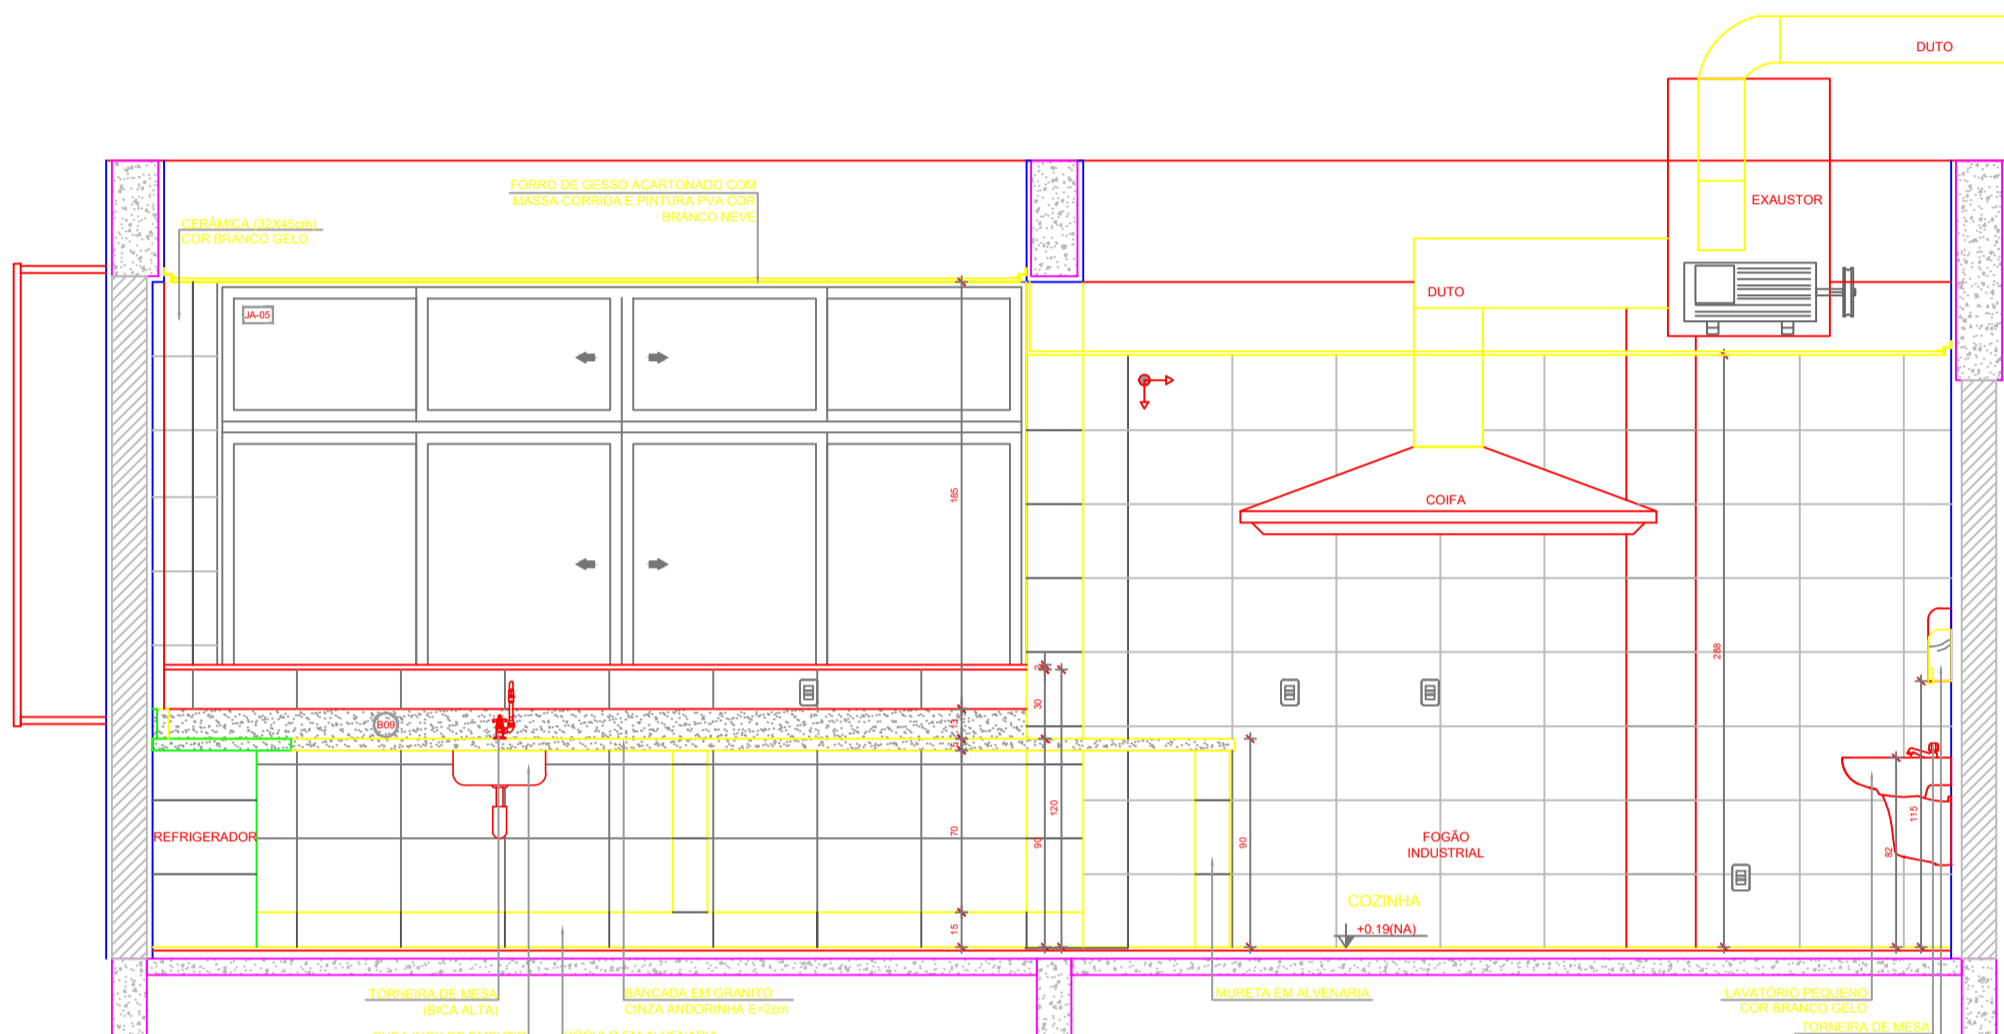 DUTO
EXAUSTOR
FORRO DE GESSO ACARTONADO COM
MASSA CORRIDA E PINTURA PVA COR
BRANCO NEVE
CERÂMICA (32X45cm)
COR BRANCO GELO
DUTO
JA-05
185
COIFA
288
2
30
B09
13
120
115
REFRIGERADOR
70
90
90
FOGÃO
INDUSTRIAL
82
COZINHA
15
+0.19(NA)
TORNEIRA DE MESA
(BICA ALTA)
BANCADA EM GRANITO
CINZA ANDORINHA E=2cm
MURETA EM ALVENARIA
LAVATÓRIO PEQUENO
COR BRANCO GELO
TORNEIRA DE MESA